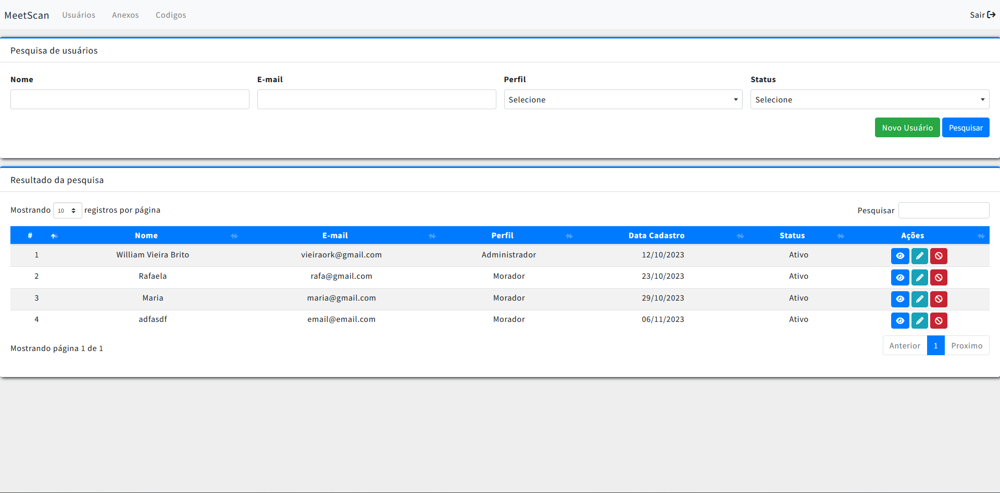 MeetScan Usuários Anexos Codigos Sair
Pesquisa de usuários
Nome E-mail Perfil Status
Selecione Selecione
Novo Usuário Pesquisar
Resultado da pesquisa
Mostrando 10 registros por página Pesquisar
# Nome E-mail Perfil Data Cadastro Status Ações
1 William Vieira Brito vieiraork@gmail.com Administrador 12/10/2023 Ativo
2 Rafaela rafa@gmail.com Morador 23/10/2023 Ativo
3 Maria maria@gmail.com Morador 29/10/2023 Ativo
4 adfasdf email@email.com Morador 06/11/2023 Ativo
Mostrando página 1 de 1 Anterior 1 Proximo